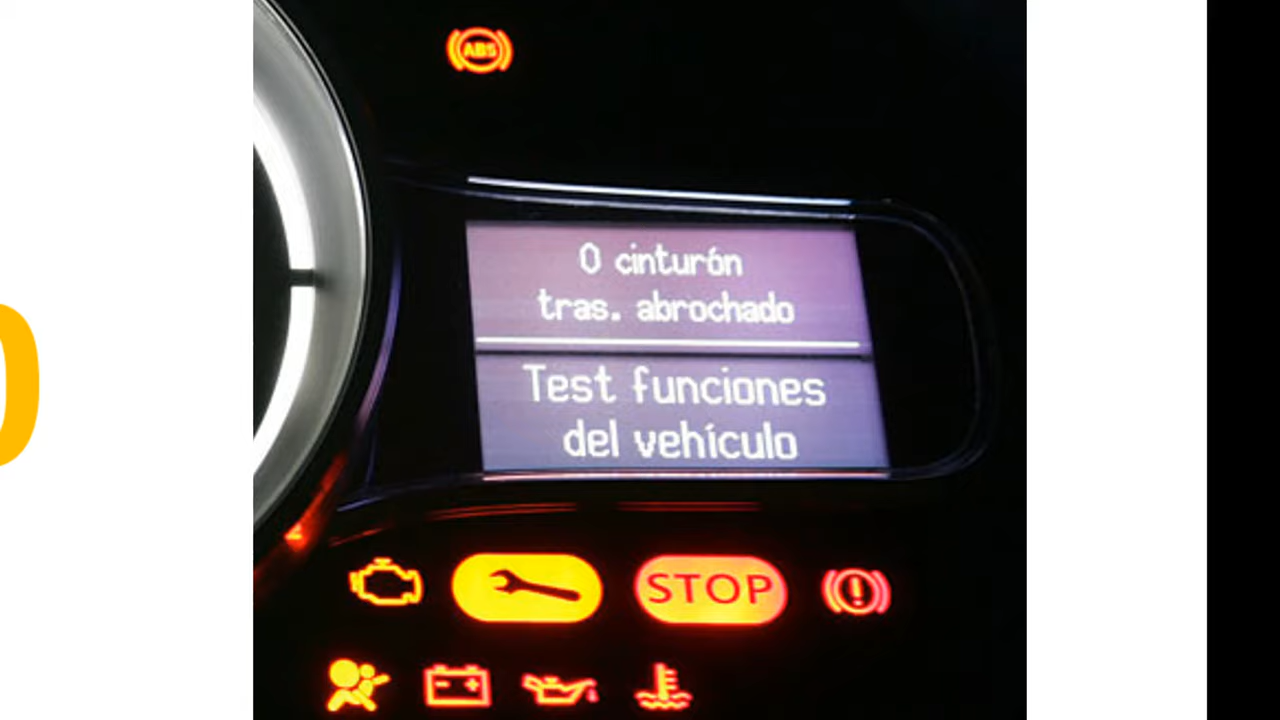 ABS
0 cinturón
tras. abrochado
Test funciones
del vehículo
STOP